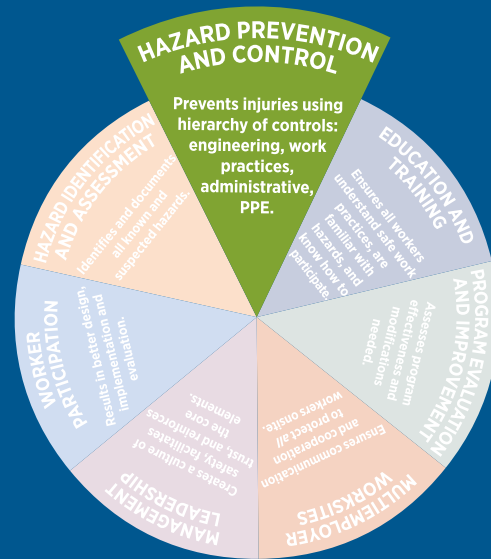 HAZARD PREVENTION
AND CONTROL
Prevents injuries using
hierarchy of controls:
engineering, work
practices,
administrative,
PPE.
EDUCATION AND
TRAINING
Ensures all workers
understand safe work
practices, are
familiar with
hazards, and
know how to
participate.
PROGRAM EVALUATION
AND IMPROVEMENT
Assesses program
effectiveness and
modifications
needed.
MULTIEMPLOYER
WORKSITES
Ensures communication
and cooperation
to protect all
workers onsite.
MANAGEMENT
LEADERSHIP
Creates a culture of
safety, facilitates
trust, and reinforces
the core
elements.
WORKER
PARTICIPATION
Results in better design,
implementation and
evaluation.
HAZARD IDENTIFICATION
AND ASSESSMENT
Identifies and documents
all known and
suspected hazards.